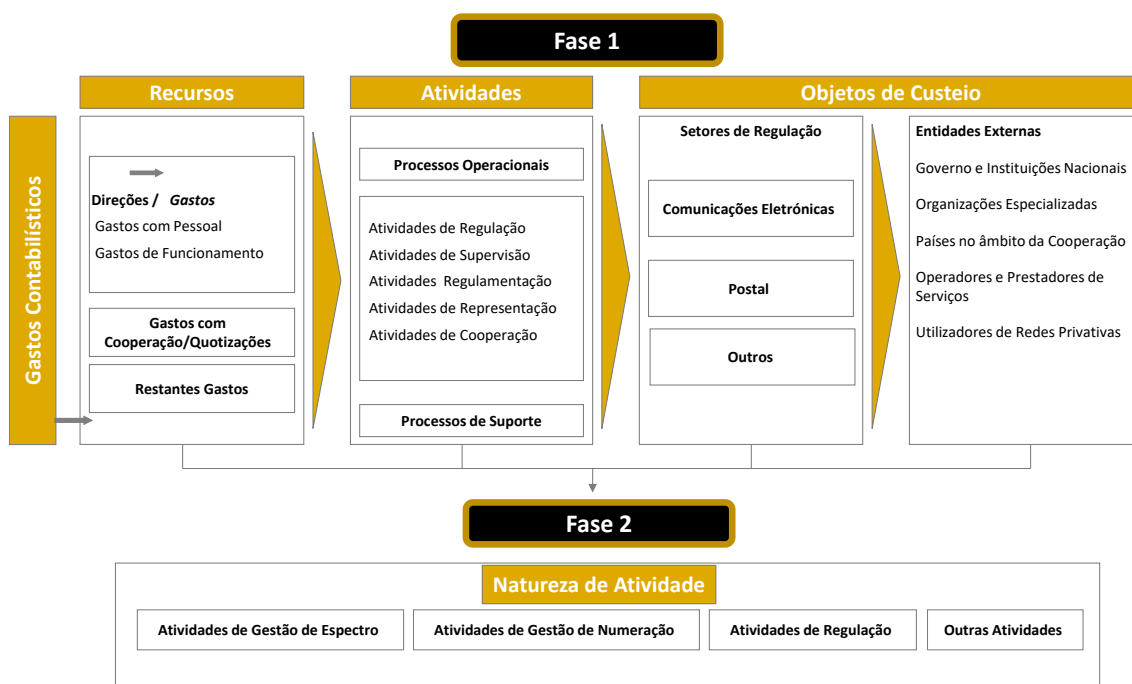 Fase 1
Recursos
Atividades
Objetos de Custeio
Gastos Contabilísticos
Direções / Gastos
Gastos com Pessoal
Gastos de Funcionamento
Gastos com
Cooperação/Quotizações
Restantes Gastos
Processos Operacionais
Atividades de Regulação
Atividades de Supervisão
Atividades Regulamentação
Atividades de Representação
Atividades de Cooperação
Processos de Suporte
Setores de Regulação
Comunicações Eletrónicas
Postal
Outros
Entidades Externas
Governo e Instituições Nacionais
Organizações Especializadas
Países no âmbito da Cooperação
Operadores e Prestadores de
Serviços
Utilizadores de Redes Privativas
Fase 2
Natureza de Atividade
Atividades de Gestão de Espectro
Atividades de Gestão de Numeração
Atividades de Regulação
Outras Atividades